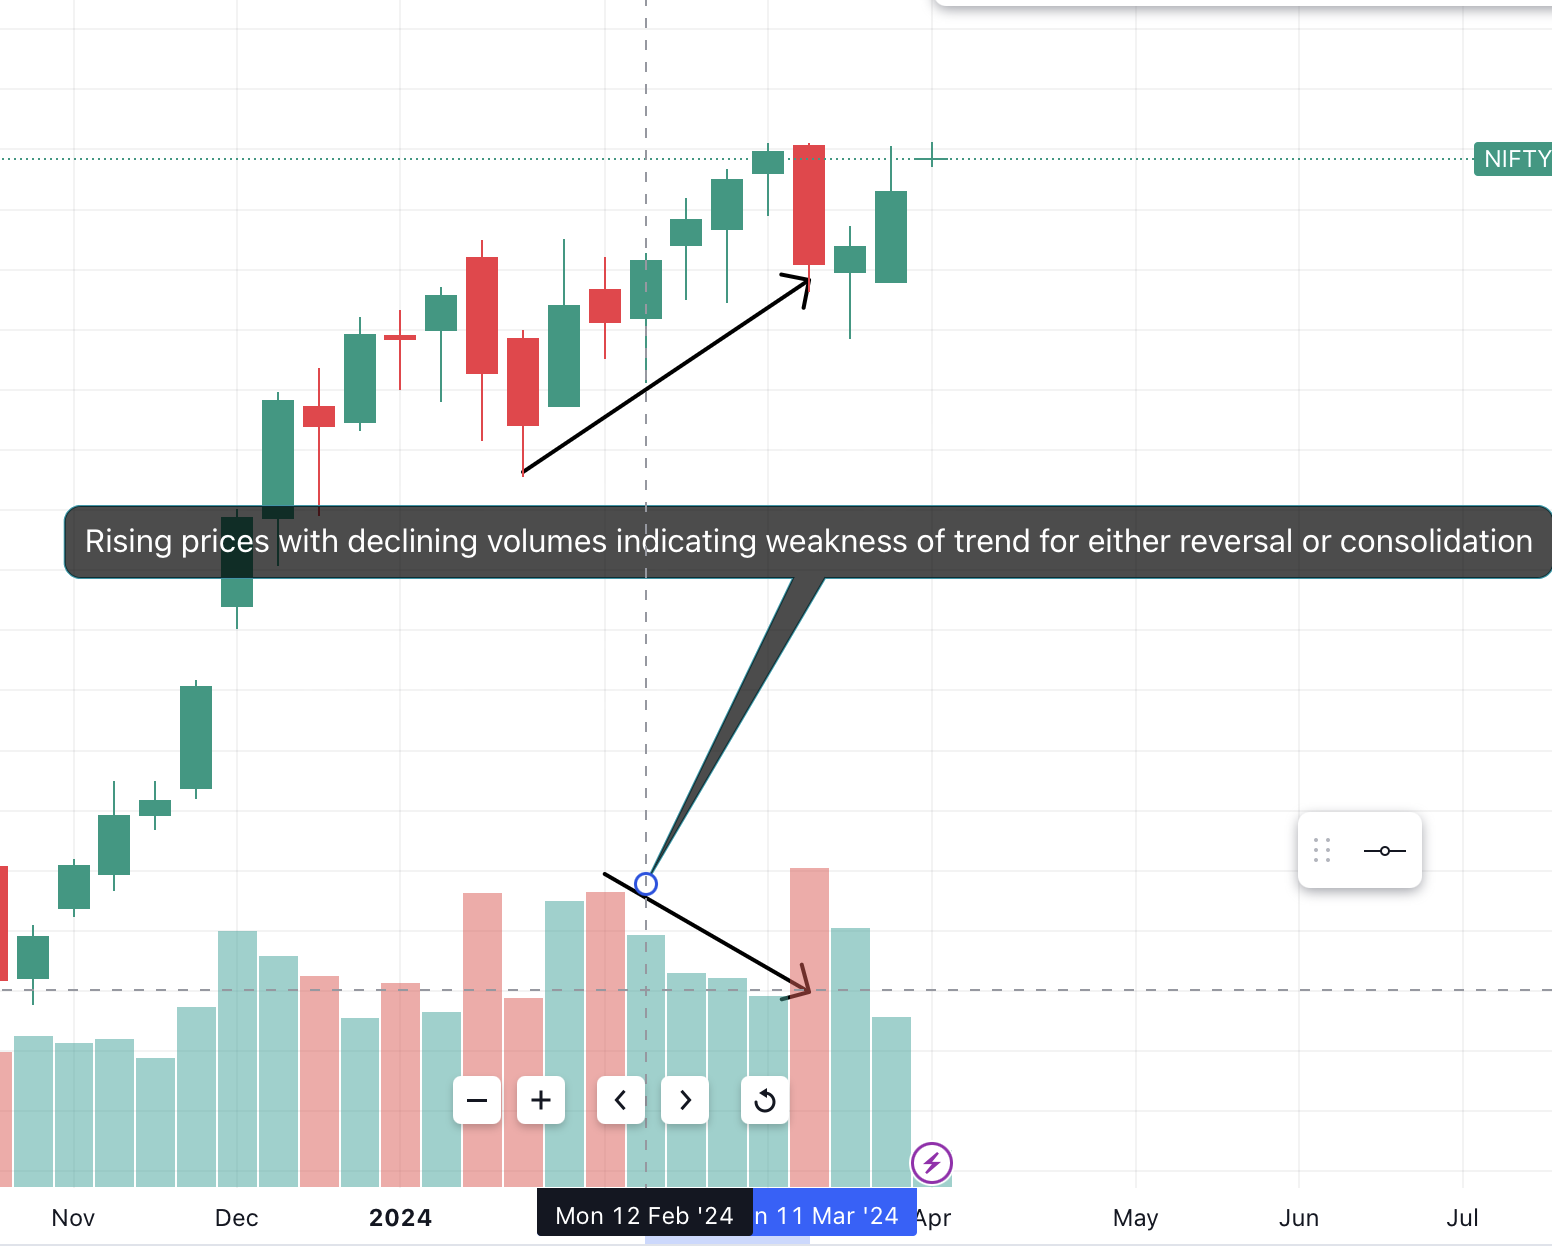 NIFTY
Rising prices with declining volumes indicating weakness of trend for either reversal or consolidation
Nov Dec 2024 Mon 12 Feb '24 n 11 Mar '24 Apr May Jun Jul